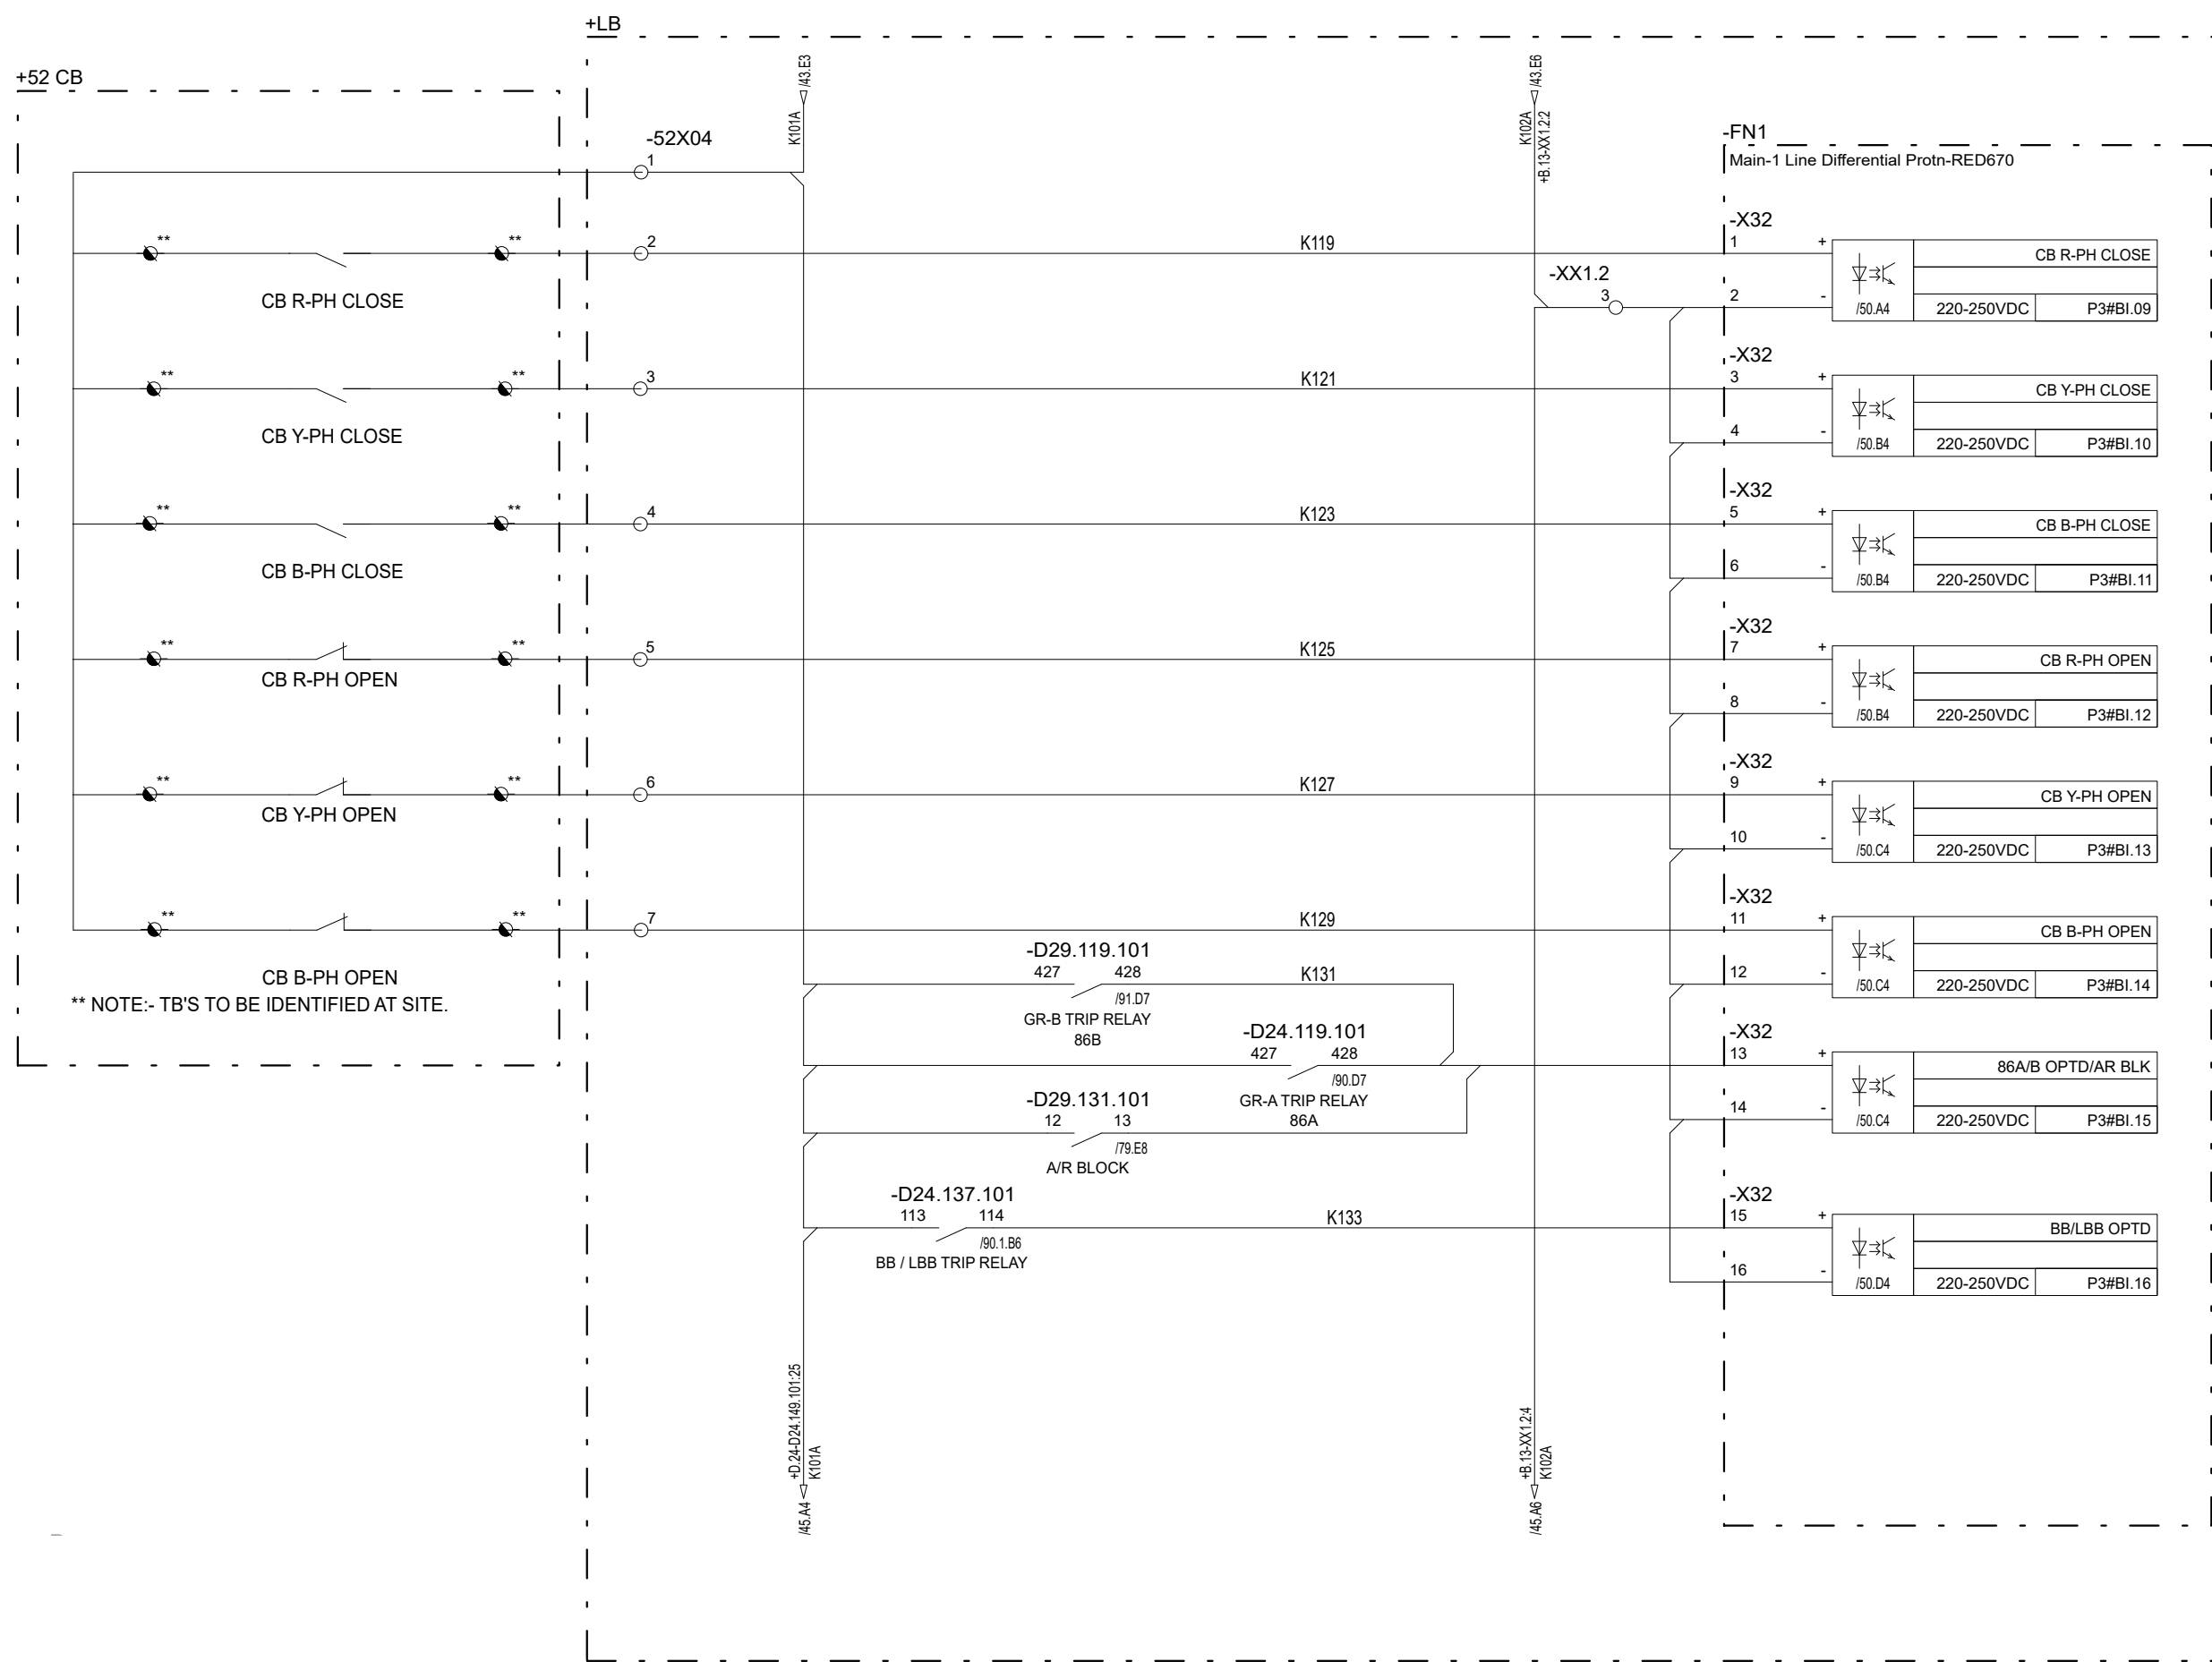 +LB
+52 CB
/43.E3
K101A
/43.E6
K102A
+B.13-XX1.2:2
-52X04
1
-FN1
Main-1 Line Differential Protn-RED670
** **
CB R-PH CLOSE
2
K119
-XX1.2
3
-X32
1 +
2 -
/50.A4
CB R-PH CLOSE
220-250VDC P3#BI.09
** **
CB Y-PH CLOSE
3
K121
-X32
3 +
4 -
/50.B4
CB Y-PH CLOSE
220-250VDC P3#BI.10
** **
CB B-PH CLOSE
4
K123
-X32
5 +
6 -
/50.B4
CB B-PH CLOSE
220-250VDC P3#BI.11
** **
CB R-PH OPEN
5
K125
-X32
7 +
8 -
/50.B4
CB R-PH OPEN
220-250VDC P3#BI.12
** **
CB Y-PH OPEN
6
K127
-X32
9 +
10 -
/50.C4
CB Y-PH OPEN
220-250VDC P3#BI.13
** **
CB B-PH OPEN
** NOTE:- TB'S TO BE IDENTIFIED AT SITE.
7
K129
-X32
11 +
12 -
/50.C4
CB B-PH OPEN
220-250VDC P3#BI.14
-D29.119.101
427 428
K131
/91.D7
GR-B TRIP RELAY
86B
-D24.119.101
427 428
/90.D7
GR-A TRIP RELAY
86A
-X32
13 +
14 -
/50.C4
86A/B OPTD/AR BLK
220-250VDC P3#BI.15
-D29.131.101
12 13
/79.E8
A/R BLOCK
-D24.137.101
113 114
K133
/90.1.B6
BB / LBB TRIP RELAY
-X32
15 +
16 -
/50.D4
BB/LBB OPTD
220-250VDC P3#BI.16
+D.24-D24.149.101:25
K101A
/45.A4
+B.13-XX1.2:4
K102A
/45.A6